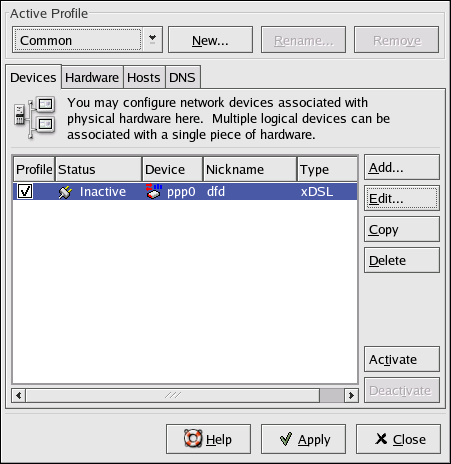 Active Profile
Common
New...
Rename...
Remove
Devices Hardware Hosts DNS
You may configure network devices associated with
physical hardware here. Multiple logical devices can be
associated with a single piece of hardware.
Profile Status Device Nickname Type
Inactive ppp0 dfd xDSL
Add...
Edit...
Copy
Delete
Activate
Deactivate
Help Apply Close